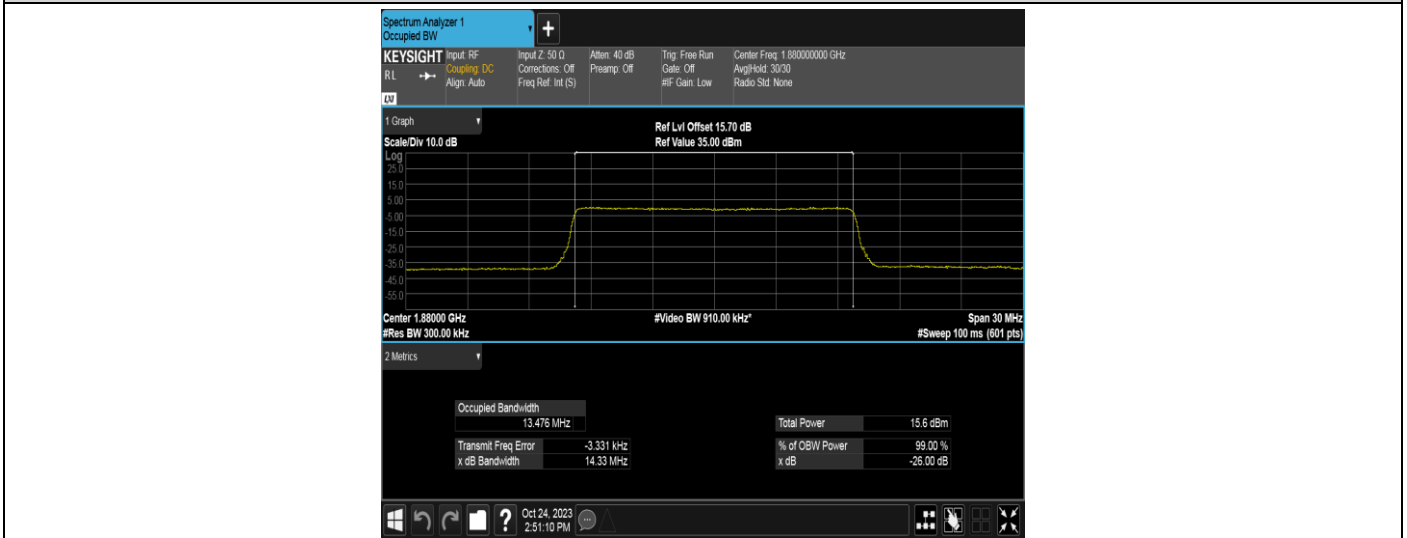 Spectrum Analyzer 1
Occupied BW
+
KEYSIGHT Input: RF Input Z: 50 Ω Atten: 40 dB Trig: Free Run Center Freq: 1.880000000 GHz
RL Coupling: DC Corrections: Off Preamp: Off Gate: Off Avg|Hold: 30/30
Align: Auto Freq Ref: Int (S) #IF Gain: Low Radio Std: None
LXI
1 Graph Ref Lvl Offset 15.70 dB
Scale/Div 10.0 dB Ref Value 35.00 dBm
Log
25.0
15.0
5.00
-5.00
-15.0
-25.0
-35.0
-45.0
-55.0
Center 1.88000 GHz #Video BW 910.00 kHz* Span 30 MHz
#Res BW 300.00 kHz #Sweep 100 ms (601 pts)
2 Metrics
Occupied Bandwidth
13.476 MHz Total Power 15.6 dBm
Transmit Freq Error -3.331 kHz % of OBW Power 99.00 %
x dB Bandwidth 14.33 MHz x dB -26.00 dB
? Oct 24, 2023
2:51:10 PM